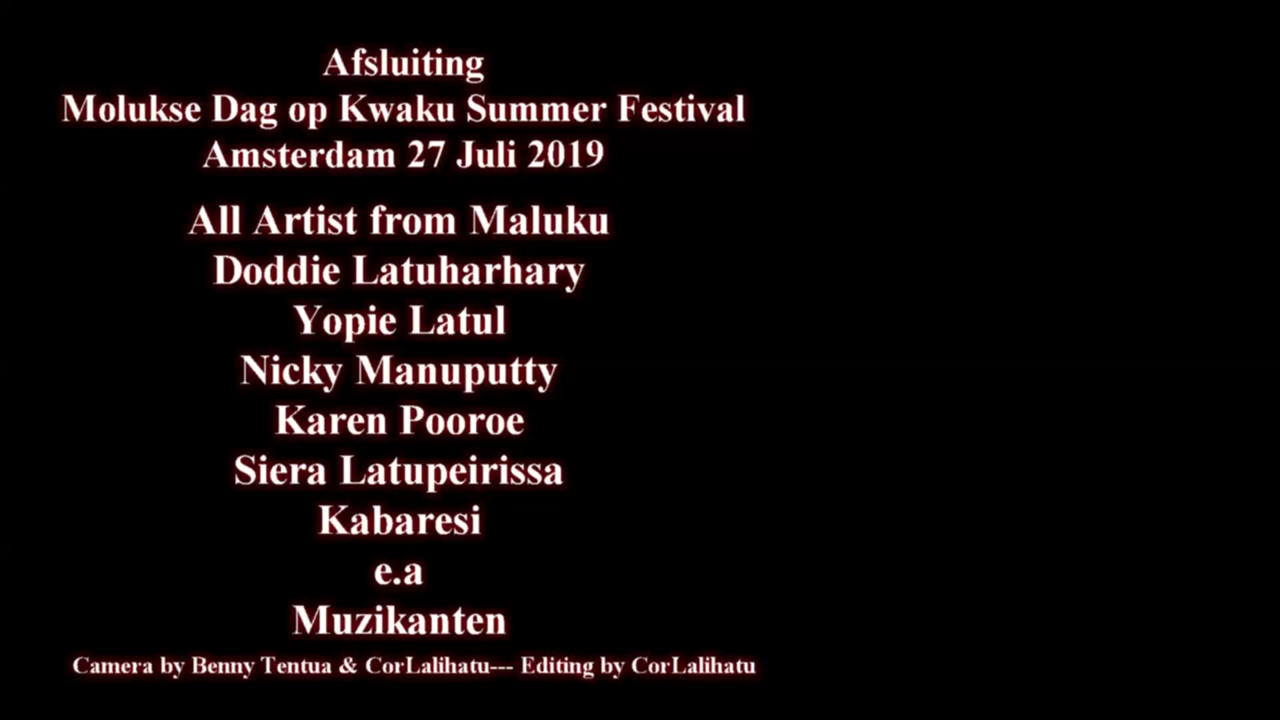 Afsluiting
Molukse Dag op Kwaku Summer Festival
Amsterdam 27 Juli 2019
All Artist from Maluku
Doddie Latuharhary
Yopie Latul
Nicky Manuputty
Karen Pooroe
Siera Latupeirissa
Kabaresi
e.a
Muzikanten
Camera by Benny Tentua & CorLalihatu--- Editing by CorLalihatu